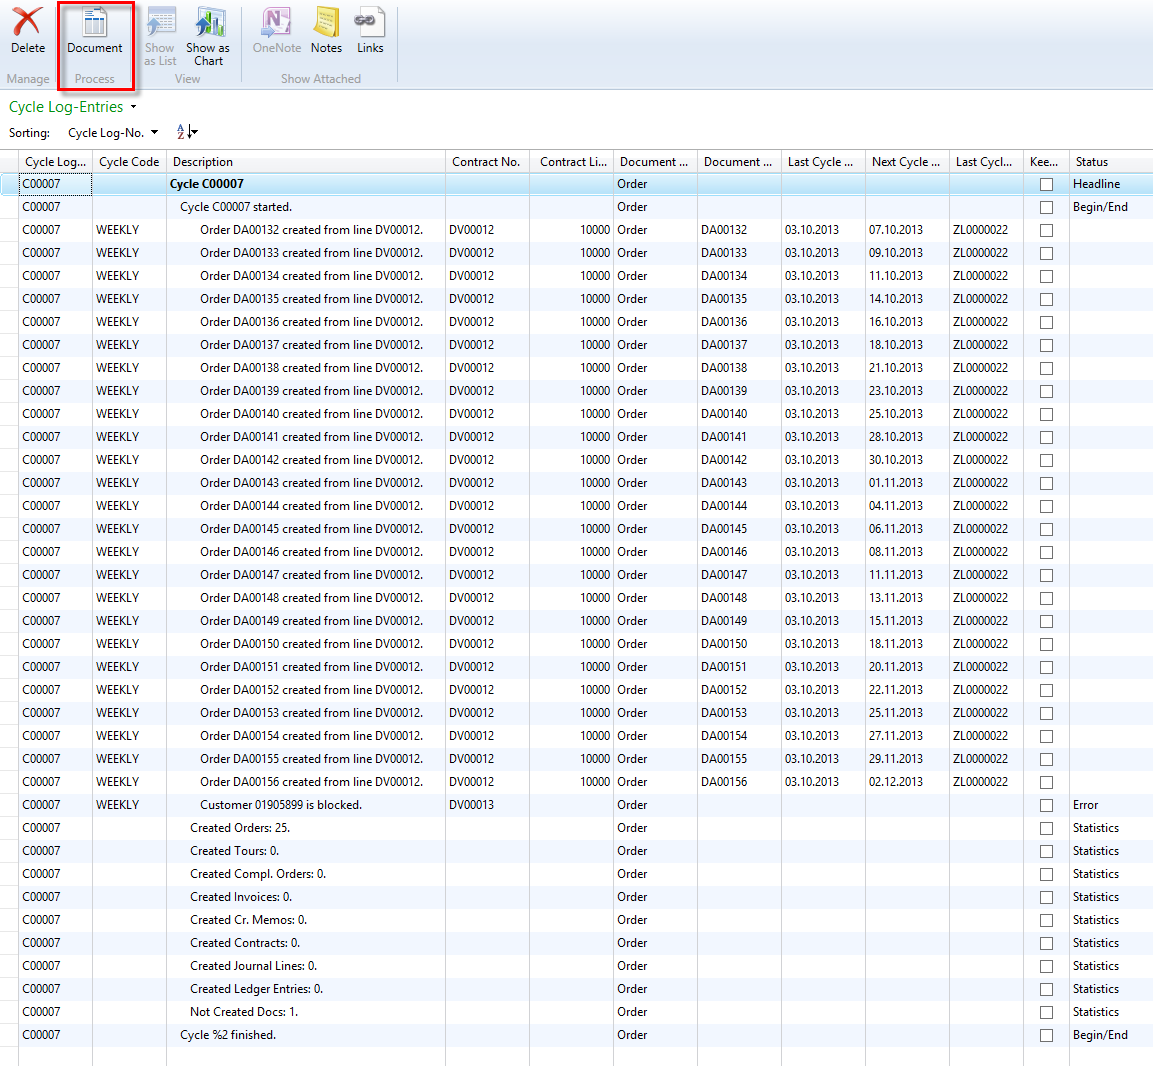 Delete
Document
Show as List
Show as Chart
OneNote
Notes
Links
Manage
Process
View
Show Attached
Cycle Log-Entries
Sorting: Cycle Log-No.
Cycle Log... Cycle Code Description Contract No. Contract Li... Document ... Document ... Last Cycle ... Next Cycle ... Last Cycl... Kee... Status
C00007 Cycle C00007 Order Headline
C00007 Cycle C00007 started. Order Begin/End
C00007 WEEKLY Order DA00132 created from line DV00012. DV00012 10000 Order DA00132 03.10.2013 07.10.2013 ZL0000022
C00007 WEEKLY Order DA00133 created from line DV00012. DV00012 10000 Order DA00133 03.10.2013 09.10.2013 ZL0000022
C00007 WEEKLY Order DA00134 created from line DV00012. DV00012 10000 Order DA00134 03.10.2013 11.10.2013 ZL0000022
C00007 WEEKLY Order DA00135 created from line DV00012. DV00012 10000 Order DA00135 03.10.2013 14.10.2013 ZL0000022
C00007 WEEKLY Order DA00136 created from line DV00012. DV00012 10000 Order DA00136 03.10.2013 16.10.2013 ZL0000022
C00007 WEEKLY Order DA00137 created from line DV00012. DV00012 10000 Order DA00137 03.10.2013 18.10.2013 ZL0000022
C00007 WEEKLY Order DA00138 created from line DV00012. DV00012 10000 Order DA00138 03.10.2013 21.10.2013 ZL0000022
C00007 WEEKLY Order DA00139 created from line DV00012. DV00012 10000 Order DA00139 03.10.2013 23.10.2013 ZL0000022
C00007 WEEKLY Order DA00140 created from line DV00012. DV00012 10000 Order DA00140 03.10.2013 25.10.2013 ZL0000022
C00007 WEEKLY Order DA00141 created from line DV00012. DV00012 10000 Order DA00141 03.10.2013 28.10.2013 ZL0000022
C00007 WEEKLY Order DA00142 created from line DV00012. DV00012 10000 Order DA00142 03.10.2013 30.10.2013 ZL0000022
C00007 WEEKLY Order DA00143 created from line DV00012. DV00012 10000 Order DA00143 03.10.2013 01.11.2013 ZL0000022
C00007 WEEKLY Order DA00144 created from line DV00012. DV00012 10000 Order DA00144 03.10.2013 04.11.2013 ZL0000022
C00007 WEEKLY Order DA00145 created from line DV00012. DV00012 10000 Order DA00145 03.10.2013 06.11.2013 ZL0000022
C00007 WEEKLY Order DA00146 created from line DV00012. DV00012 10000 Order DA00146 03.10.2013 08.11.2013 ZL0000022
C00007 WEEKLY Order DA00147 created from line DV00012. DV00012 10000 Order DA00147 03.10.2013 11.11.2013 ZL0000022
C00007 WEEKLY Order DA00148 created from line DV00012. DV00012 10000 Order DA00148 03.10.2013 13.11.2013 ZL0000022
C00007 WEEKLY Order DA00149 created from line DV00012. DV00012 10000 Order DA00149 03.10.2013 15.11.2013 ZL0000022
C00007 WEEKLY Order DA00150 created from line DV00012. DV00012 10000 Order DA00150 03.10.2013 18.11.2013 ZL0000022
C00007 WEEKLY Order DA00151 created from line DV00012. DV00012 10000 Order DA00151 03.10.2013 20.11.2013 ZL0000022
C00007 WEEKLY Order DA00152 created from line DV00012. DV00012 10000 Order DA00152 03.10.2013 22.11.2013 ZL0000022
C00007 WEEKLY Order DA00153 created from line DV00012. DV00012 10000 Order DA00153 03.10.2013 25.11.2013 ZL0000022
C00007 WEEKLY Order DA00154 created from line DV00012. DV00012 10000 Order DA00154 03.10.2013 27.11.2013 ZL0000022
C00007 WEEKLY Order DA00155 created from line DV00012. DV00012 10000 Order DA00155 03.10.2013 29.11.2013 ZL0000022
C00007 WEEKLY Order DA00156 created from line DV00012. DV00012 10000 Order DA00156 03.10.2013 02.12.2013 ZL0000022
C00007 WEEKLY Customer 01905899 is blocked. DV00013 Order Error
C00007 Created Orders: 25. Order Statistics
C00007 Created Tours: 0. Order Statistics
C00007 Created Compl. Orders: 0. Order Statistics
C00007 Created Invoices: 0. Order Statistics
C00007 Created Cr. Memos: 0. Order Statistics
C00007 Created Contracts: 0. Order Statistics
C00007 Created Journal Lines: 0. Order Statistics
C00007 Created Ledger Entries: 0. Order Statistics
C00007 Not Created Docs: 1. Order Statistics
C00007 Cycle %2 finished. Order Begin/End